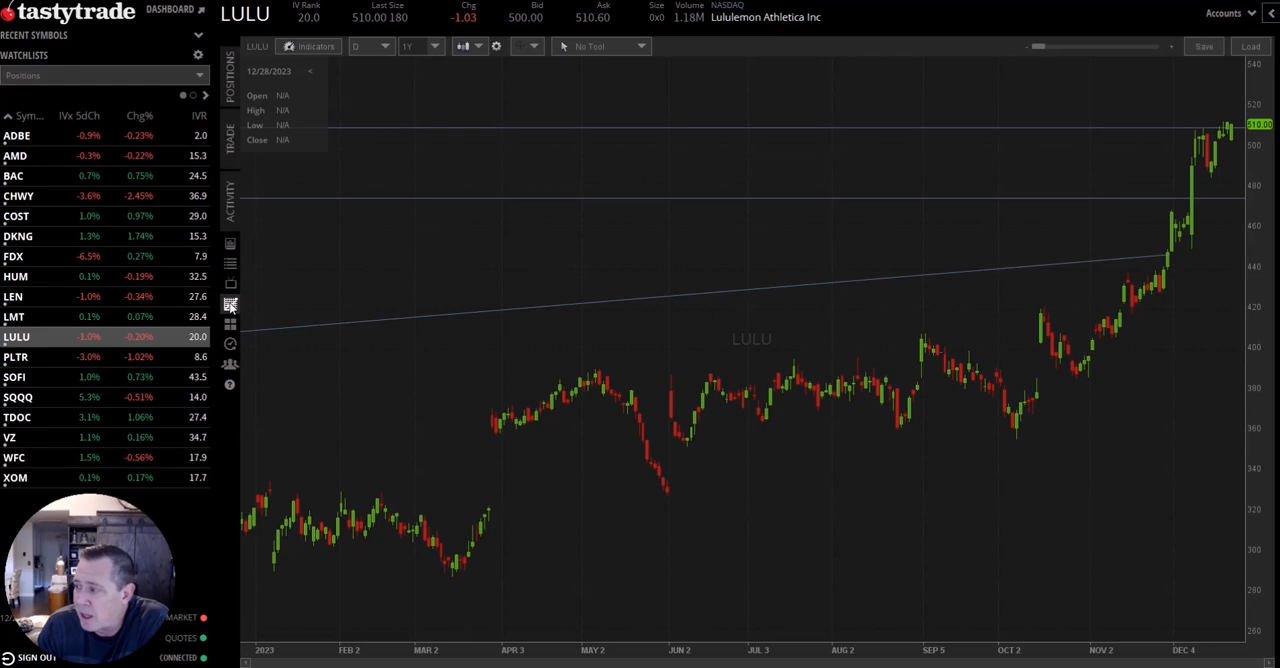 tastytrade
DASHBOARD
LULU
IV Rank
20.0
Last Size
510.00 180
Chg
-1.03
Bid
500.00
Ask
510.60
Size
0x0
Volume
1.18M
NASDAQ
Lululemon Athletica Inc
Accounts
RECENT SYMBOLS
WATCHLISTS
Positions
Sym...
IVx 5dCh
Chg%
IVR
ADBE -0.9% -0.23% 2.0
AMD -0.3% -0.22% 15.3
BAC 0.7% 0.75% 24.5
CHWY -3.6% -2.45% 36.9
COST 1.0% 0.97% 29.0
DKNG 1.3% 1.74% 15.3
FDX -6.5% 0.27% 7.9
HUM 0.1% -0.19% 32.5
LEN -1.0% -0.34% 27.6
LMT 0.1% 0.07% 28.4
LULU -1.0% -0.20% 20.0
PLTR -3.0% -1.02% 8.6
SOFI 1.0% 0.73% 43.5
SQQQ 5.3% -0.51% 14.0
TDOC 3.1% 1.06% 27.4
VZ 1.1% 0.16% 34.7
WFC 1.5% -0.56% 17.9
XOM 0.1% 0.17% 17.7
MARKET
QUOTES
SIGN OUT
CONNECTED
POSITIONS
TRADE
ACTIVITY
LULU
Indicators
D
1Y
No Tool
- +
Save
Load
12/28/2023 <
Open N/A
High N/A
Low N/A
Close N/A
LULU
540
520
510.00
500
480
460
440
420
400
380
360
340
320
300
280
260
2023 FEB 2 MAR 2 APR 3 MAY 2 JUN 2 JUL 3 AUG 2 SEP 5 OCT 2 NOV 2 DEC 4